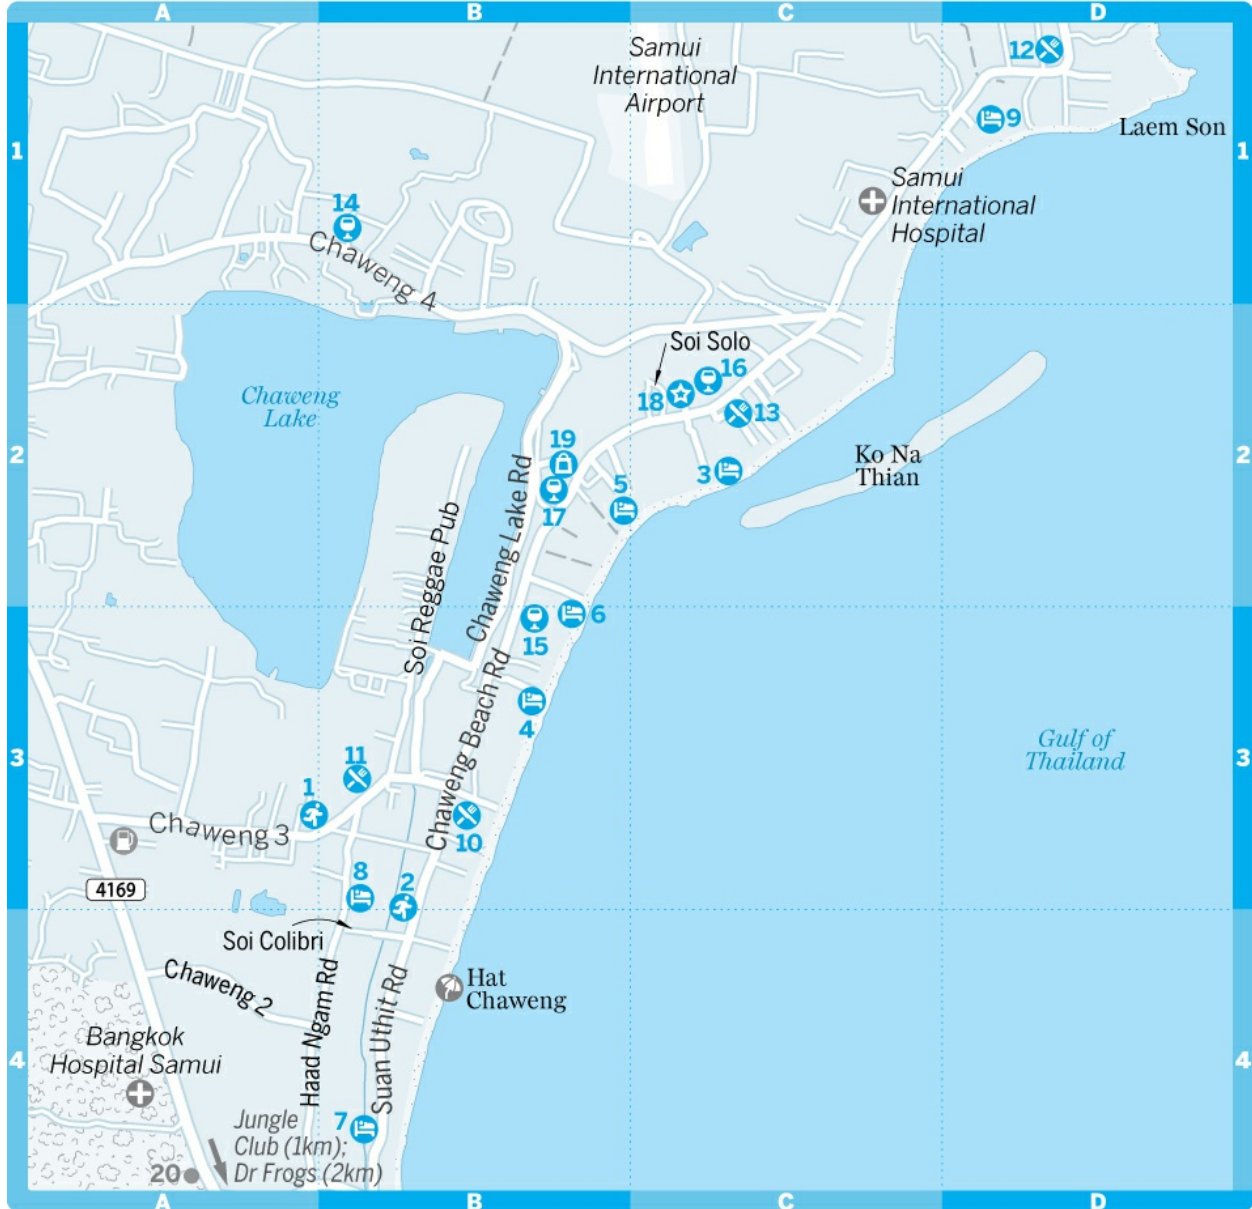 A
B
C
D
12
Samui
International
Airport
9
Laem Son
1
1
Samui
International
Hospital
14
Chaweng 4
Soi Solo
16
18
13
Chaweng
Lake
19
Ko Na
Thian
2
2
3
5
17
Chaweng Lake Rd
Soi Reggae Pub
6
15
Chaweng Beach Rd
4
Gulf of
Thailand
3
3
11
1
Chaweng 3
10
4169
8
2
Soi Colibri
Chaweng 2
Hat
Chaweng
Haad Ngam Rd
Suan Uthit Rd
Bangkok
Hospital Samui
4
4
7
Jungle
Club (1km);
Dr Frogs (2km)
20
A
B
C
D